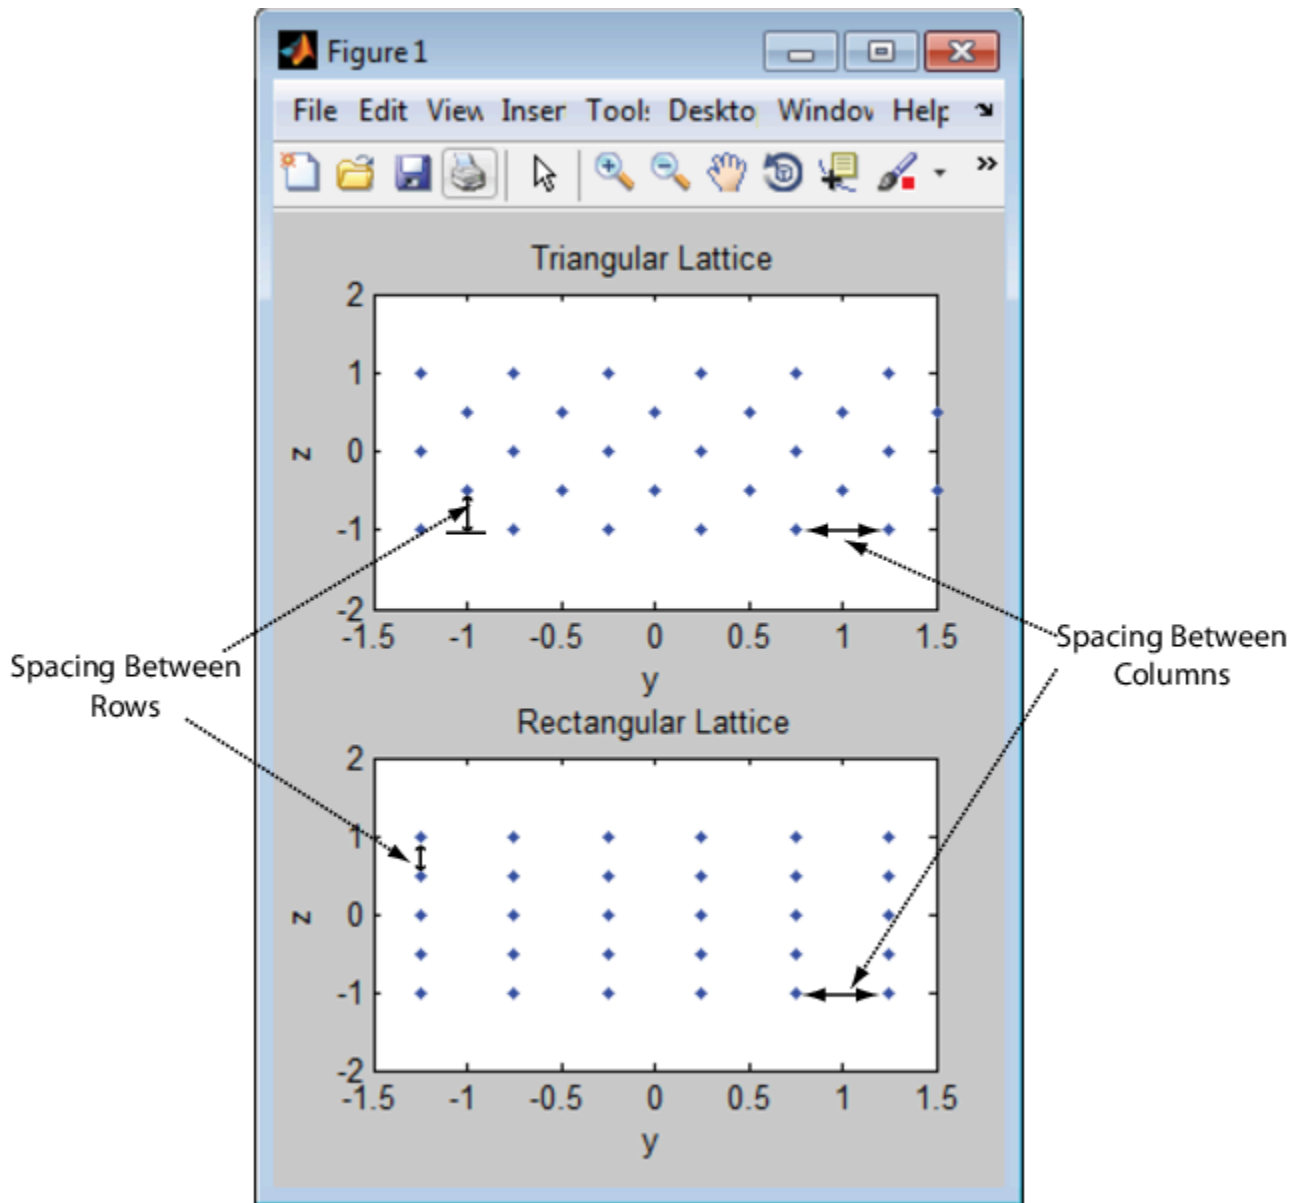 Figure 1
File Edit View Inser Tools Deskto Window Help
Triangular Lattice
2
1
z 0
-1
-2
-1.5 -1 -0.5 0 0.5 1 1.5
y
Spacing Between
Rows
Spacing Between
Columns
Rectangular Lattice
2
1
z 0
-1
-2
-1.5 -1 -0.5 0 0.5 1 1.5
y